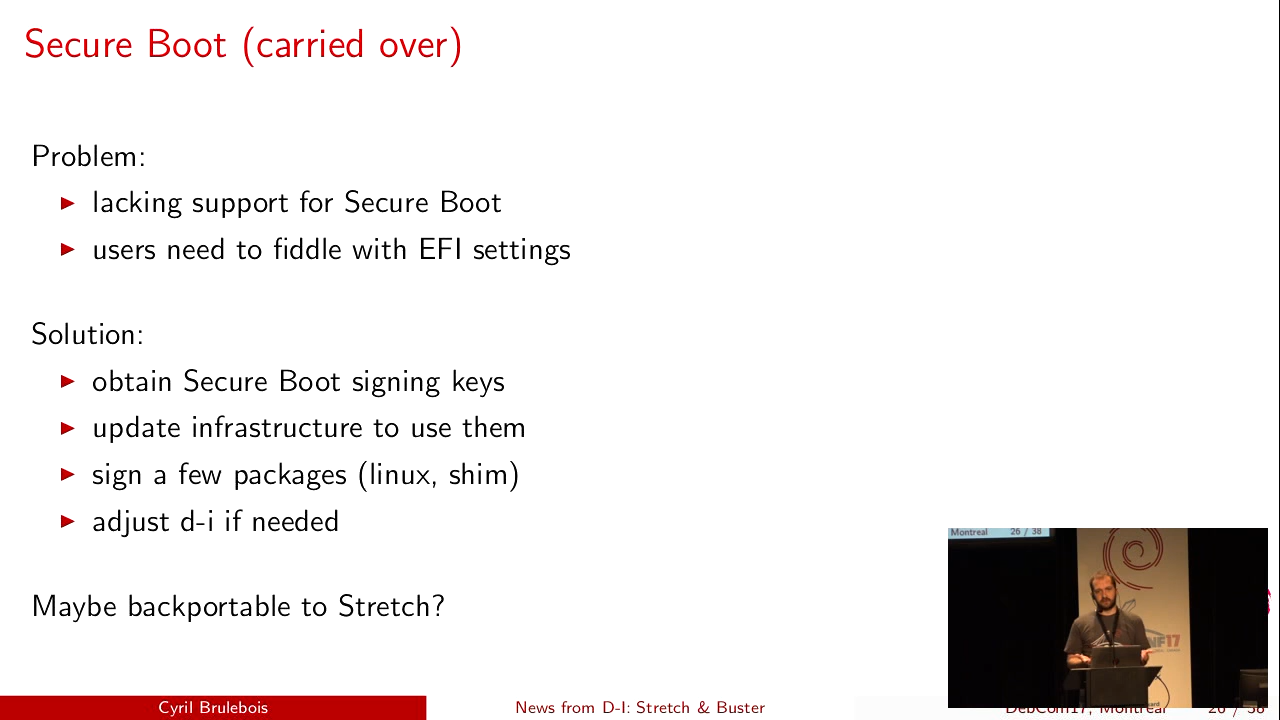 Secure Boot (carried over)
Problem:
lacking support for Secure Boot
users need to fiddle with EFI settings
Solution:
obtain Secure Boot signing keys
update infrastructure to use them
sign a few packages (linux, shim)
adjust d-i if needed
Maybe backportable to Stretch?
Montreal 26 / 38
NF17
Cyril Brulebois News from D-I: Stretch & Buster DebConf17, Montreal 26 / 38